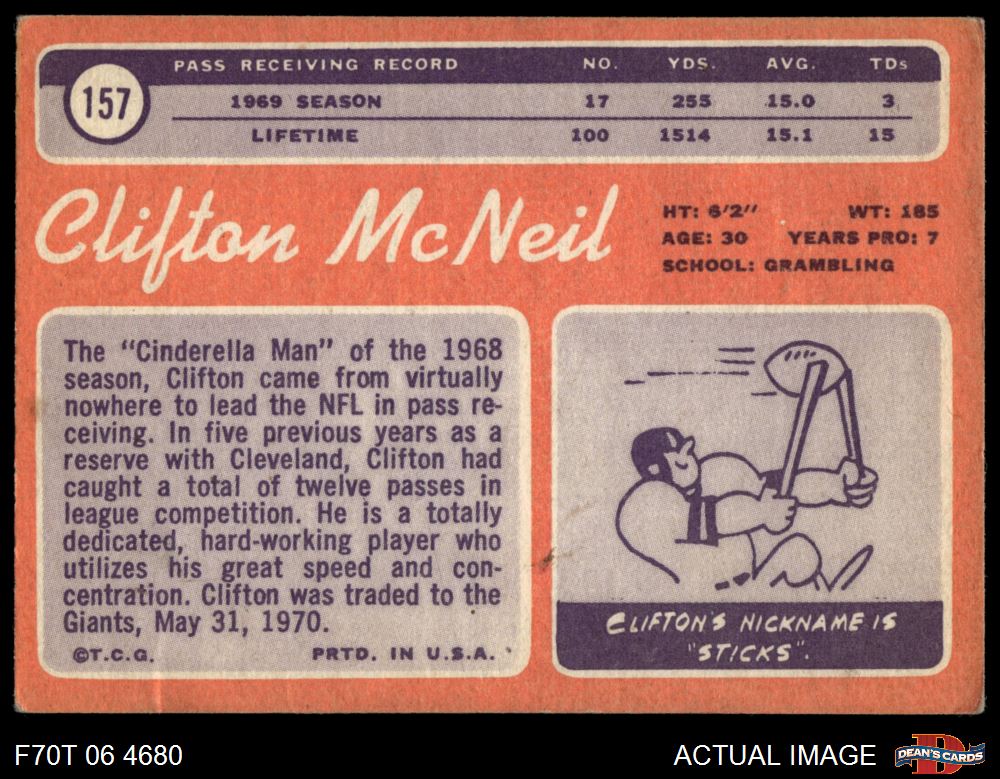 157
PASS RECEIVING RECORD NO. YDS. AVG. TDs
1969 SEASON 17 255 15.0 3
LIFETIME 100 1514 15.1 15
Clifton McNeil
HT: 6'2" WT: 185
AGE: 30 YEARS PRO: 7
SCHOOL: GRAMBLING
The "Cinderella Man" of the 1968
season, Clifton came from virtually
nowhere to lead the NFL in pass re-
ceiving. In five previous years as a
reserve with Cleveland, Clifton had
caught a total of twelve passes in
league competition. He is a totally
dedicated, hard-working player who
utilizes his great speed and con-
centration. Clifton was traded to the
Giants, May 31, 1970.
©T.C.G. PRTD. IN U.S.A.
CLIFTON'S NICKNAME IS
"STICKS".
F70T 06 4680 ACTUAL IMAGE
D
DEAN'S CARDS